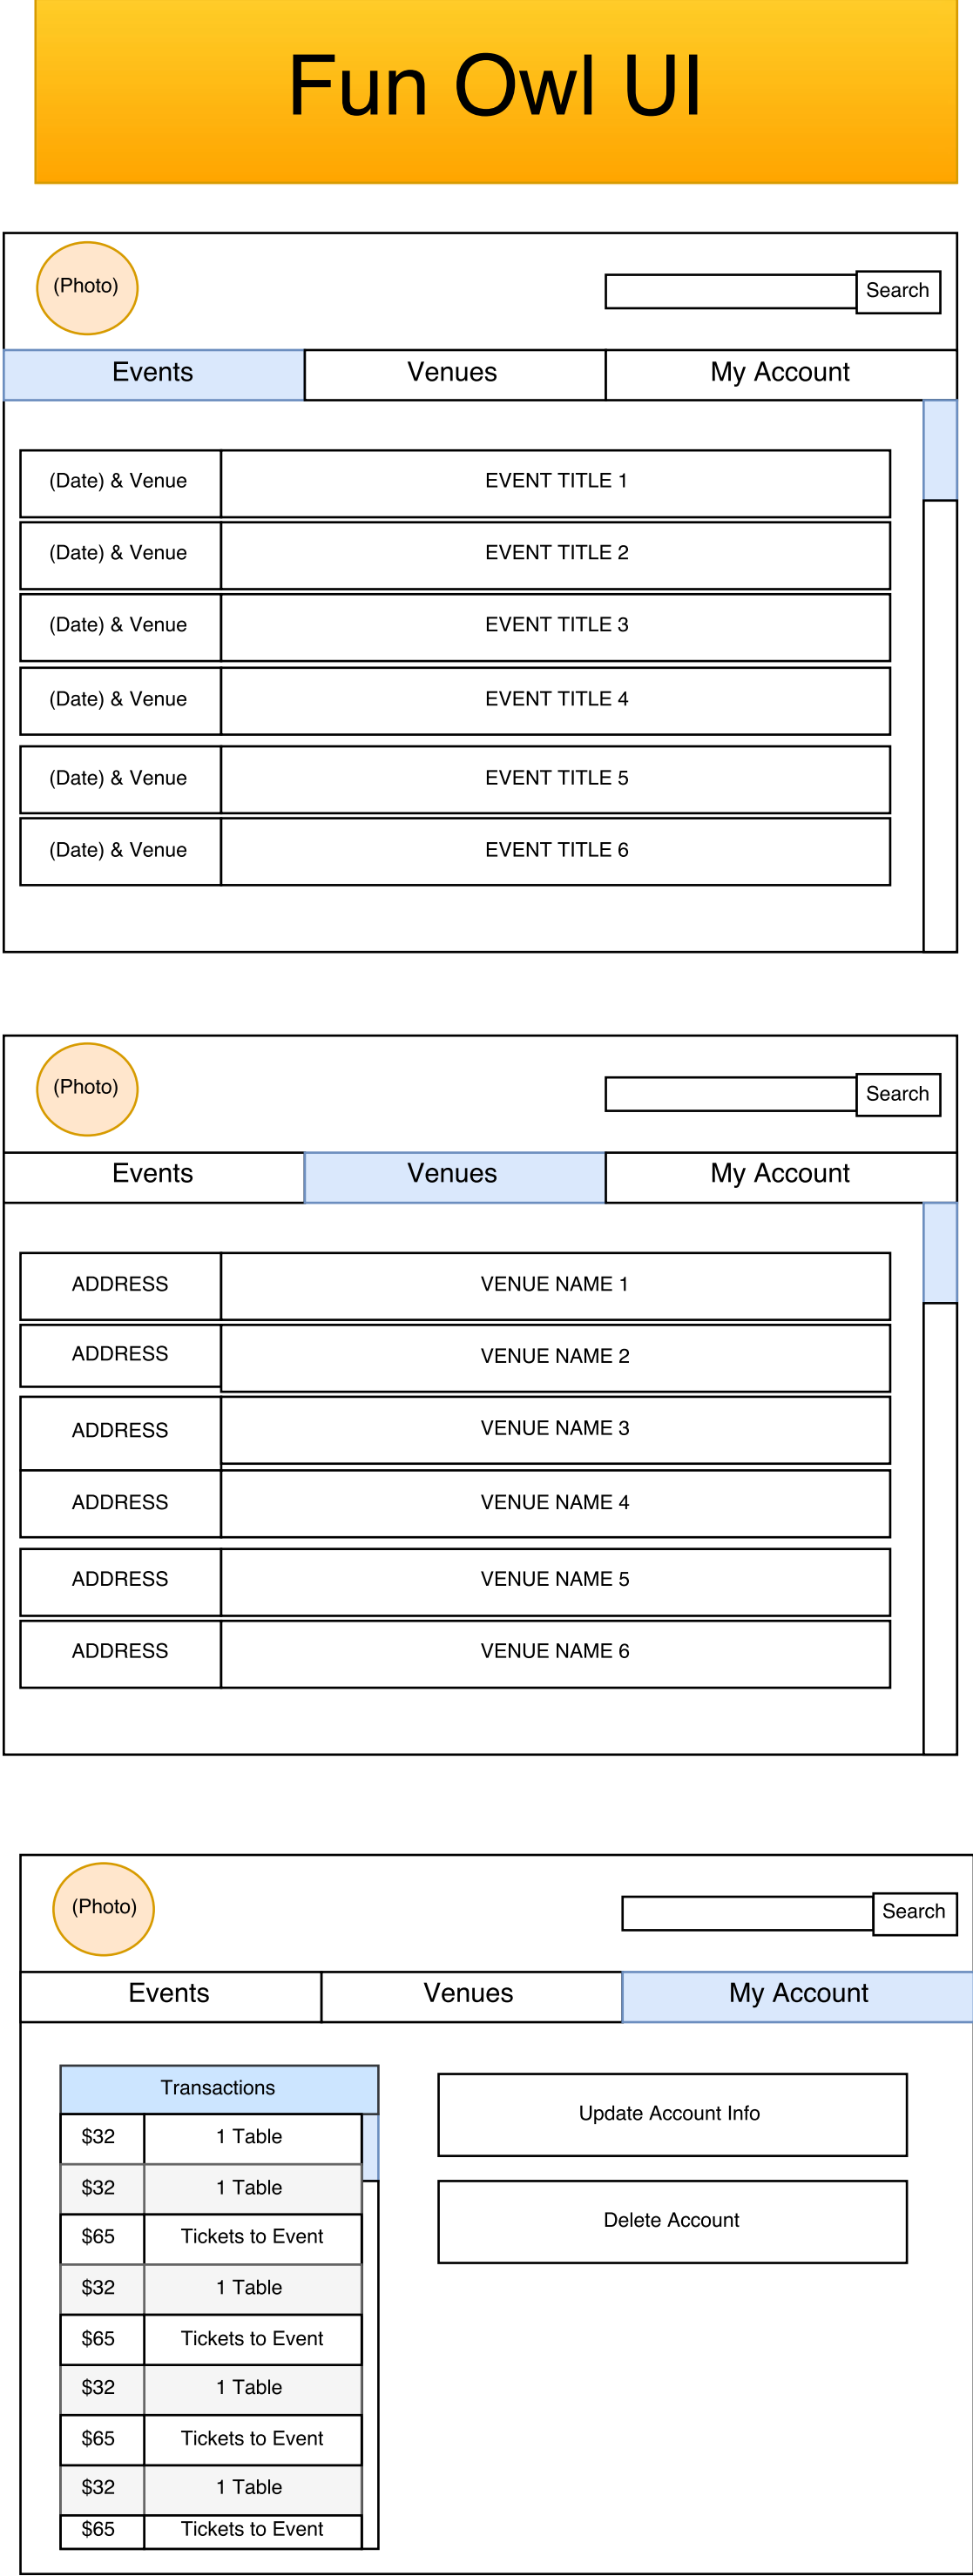 Fun Owl UI
(Photo)
Search
Events Venues My Account
(Date) & Venue EVENT TITLE 1
(Date) & Venue EVENT TITLE 2
(Date) & Venue EVENT TITLE 3
(Date) & Venue EVENT TITLE 4
(Date) & Venue EVENT TITLE 5
(Date) & Venue EVENT TITLE 6
(Photo)
Search
Events Venues My Account
ADDRESS VENUE NAME 1
ADDRESS VENUE NAME 2
ADDRESS VENUE NAME 3
ADDRESS VENUE NAME 4
ADDRESS VENUE NAME 5
ADDRESS VENUE NAME 6
(Photo)
Search
Events Venues My Account
Transactions
$32 1 Table
$32 1 Table
$65 Tickets to Event
$32 1 Table
$65 Tickets to Event
$32 1 Table
$65 Tickets to Event
$32 1 Table
$65 Tickets to Event
Update Account Info
Delete Account